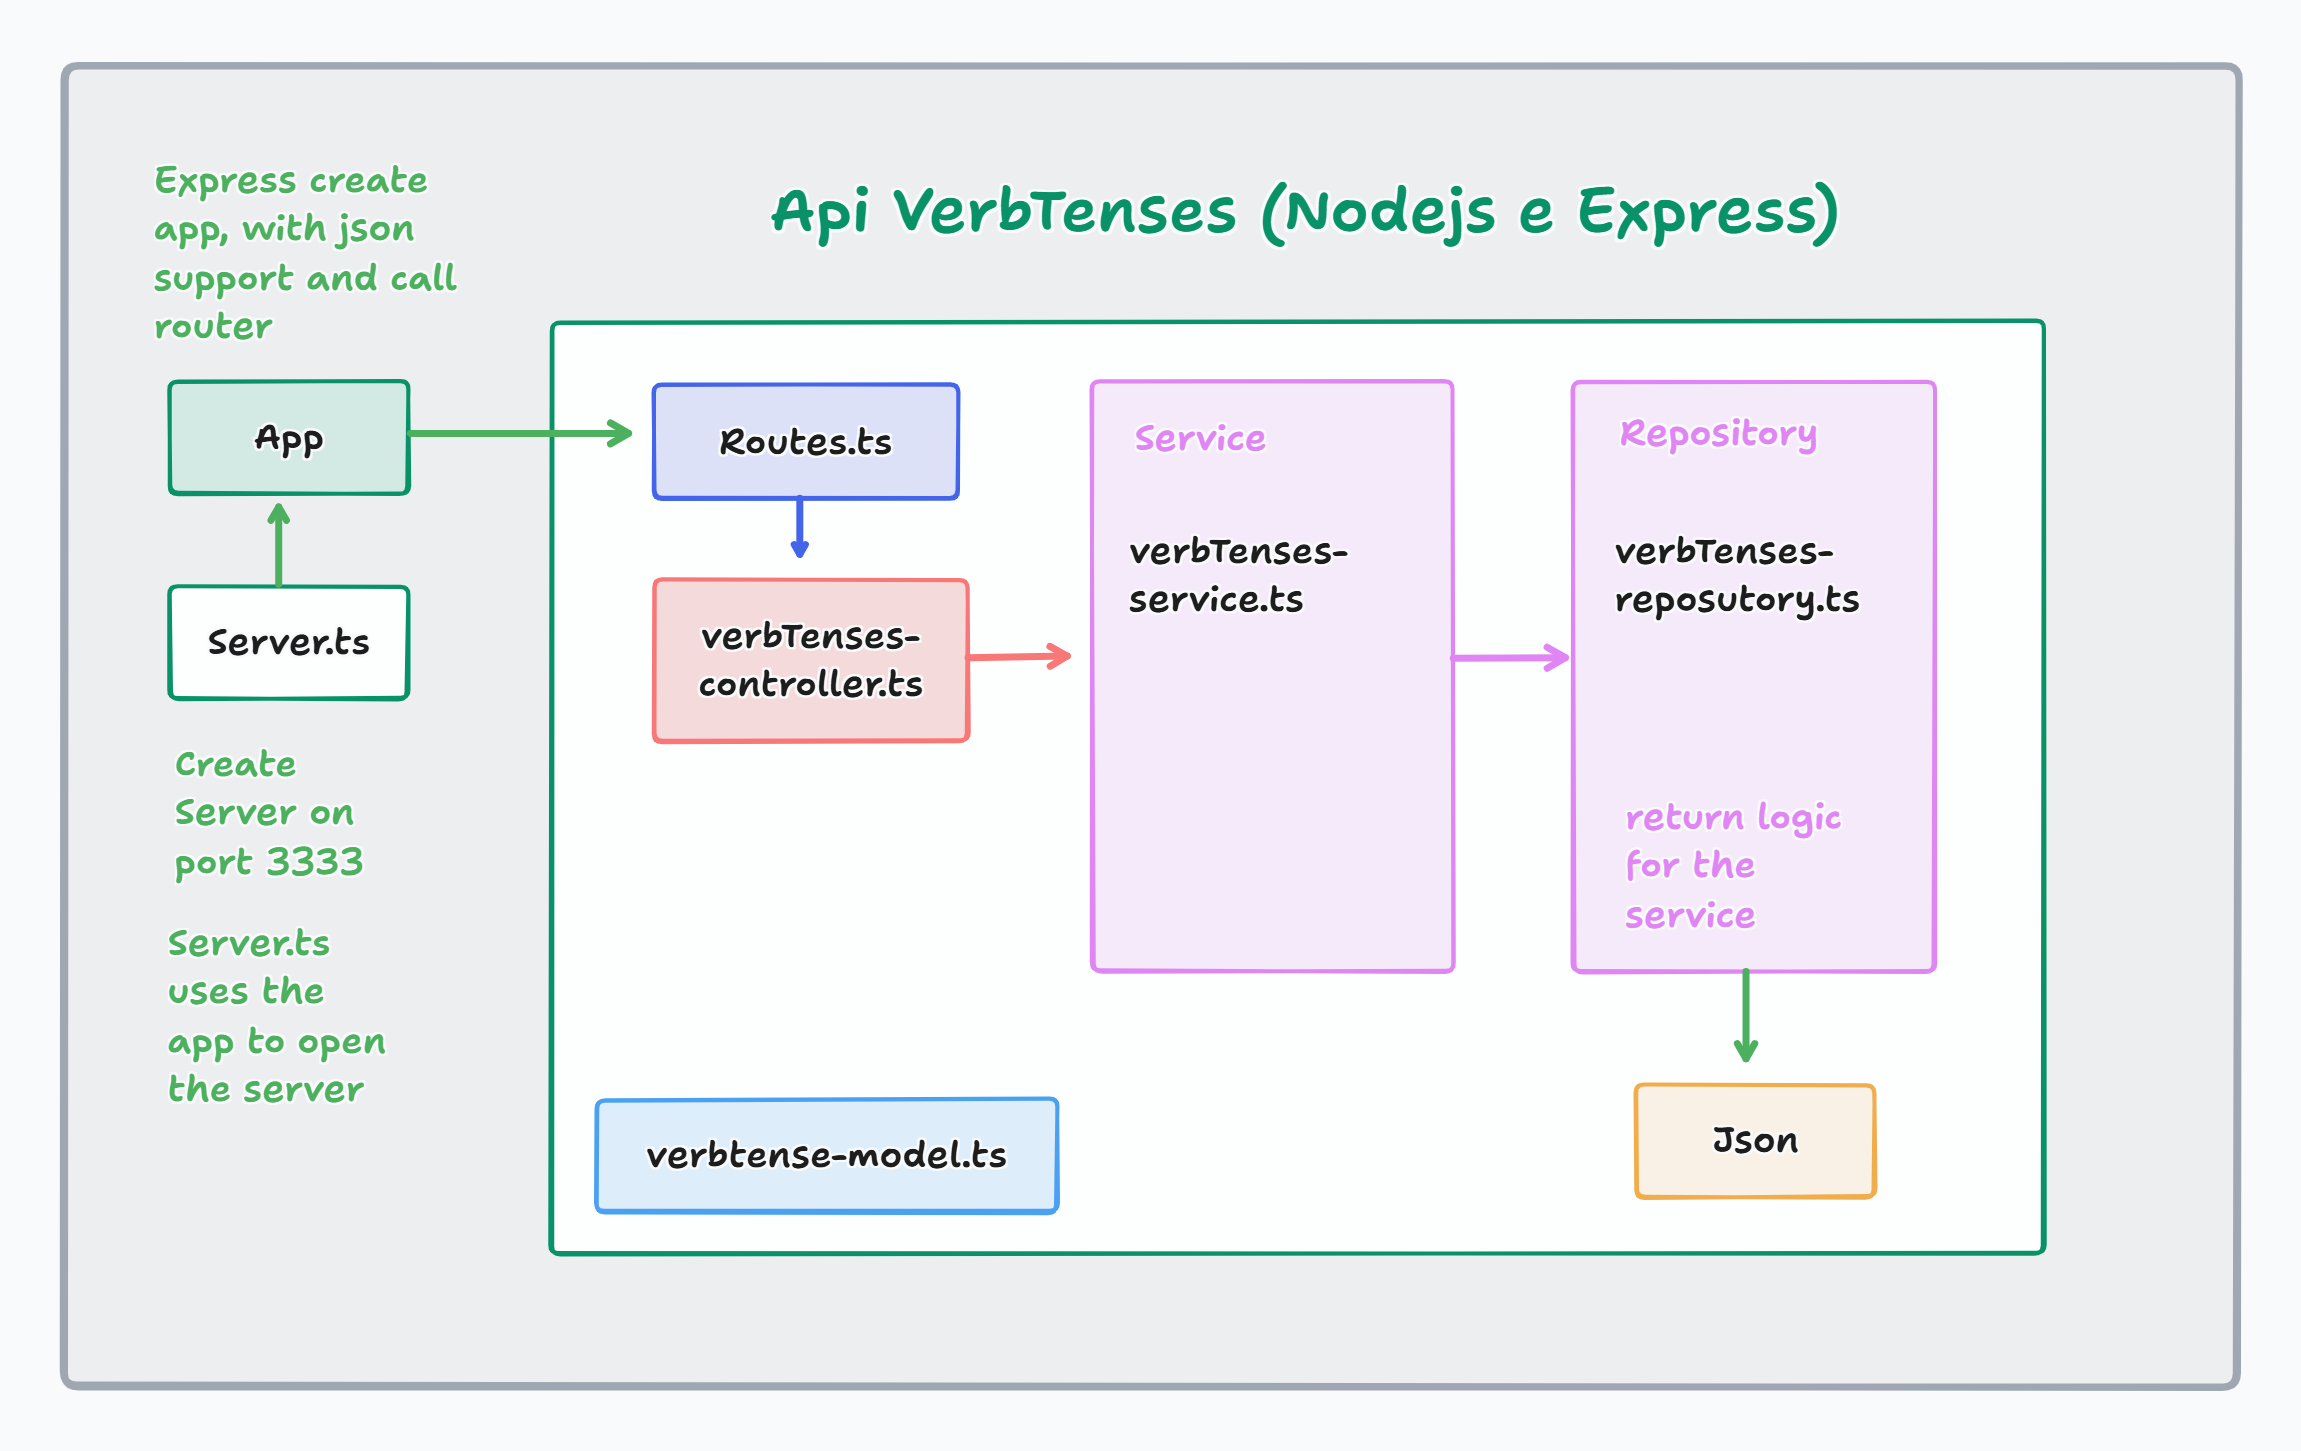 Express create
app, with json
support and call
router
Api VerbTenses (Nodejs e Express)
App
Server.ts
Create
Server on
port 3333
Server.ts
uses the
app to open
the server
Routes.ts
verbTenses-
controller.ts
Service
verbTenses-
service.ts
Repository
verbTenses-
reposutory.ts
return logic
for the
service
verbtense-model.ts
Json